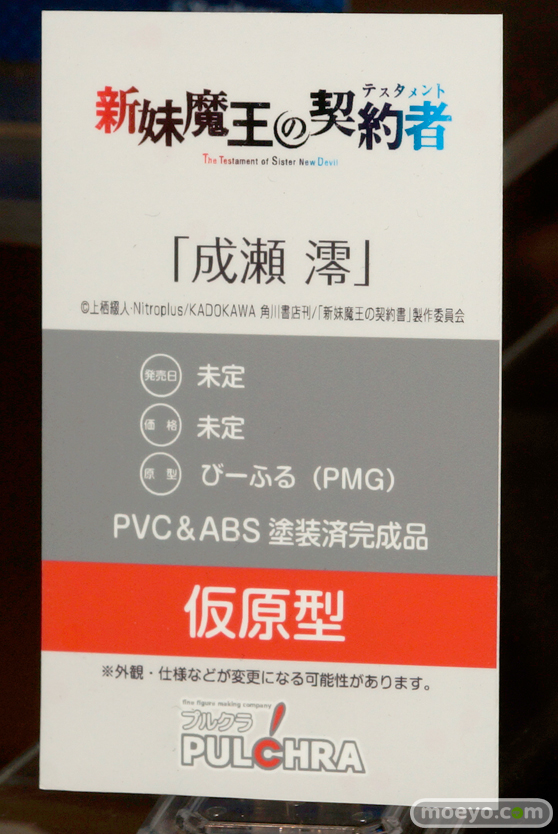 テスタメント
新妹魔王の契約者
The Testament of Sister New Devil
「成瀬 澪」
©上栖綴人・Nitroplus/KADOKAWA 角川書店刊/「新妹魔王の契約書」製作委員会
発売日 未定
価格 未定
原型 びーふる（PMG）
PVC＆ABS 塗装済完成品
仮原型
※外観・仕様などが変更になる可能性があります。
fine figure making company
プルクラ
PULCHRA
moeyo.com